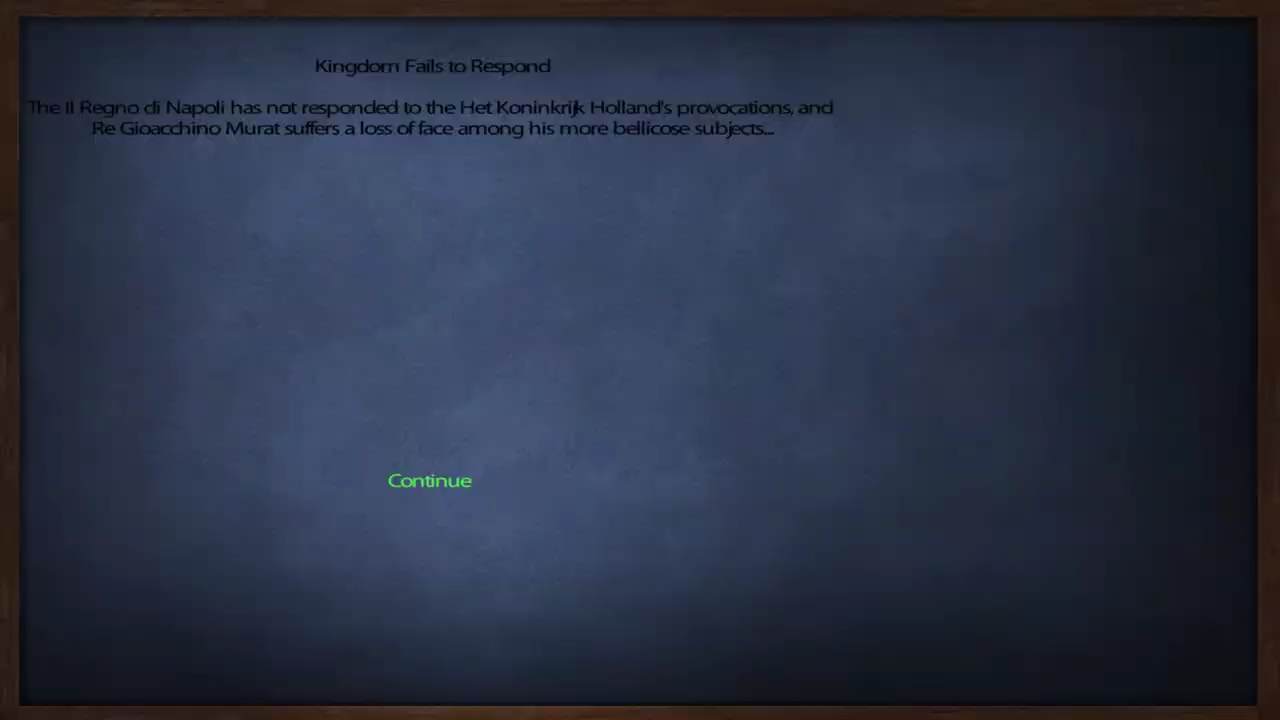 Kingdom Fails to Respond
The Il Regno di Napoli has not responded to the Het Koninkrijk Holland's provocations, and
Re Gioacchino Murat suffers a loss of face among his more bellicose subjects...
Continue